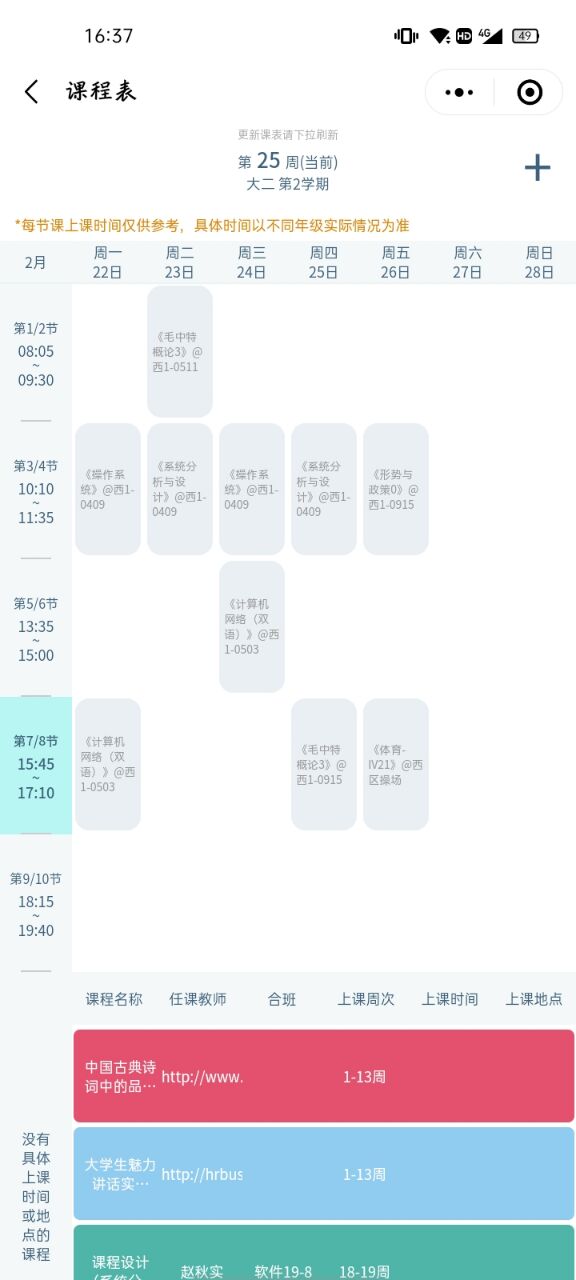 16:37
HD
4G
49
课程表
更新课表请下拉刷新
第 25 周(当前)
大二 第2学期
*每节课上课时间仅供参考，具体时间以不同年级实际情况为准
2月
周一
22日
周二
23日
周三
24日
周四
25日
周五
26日
周六
27日
周日
28日
第1/2节
08:05
~
09:30
《毛中特
概论3》@
西1-0511
第3/4节
10:10
~
11:35
《操作系
统》@西1-
0409
《系统分
析与设
计》@西1-
0409
《操作系
统》@西1-
0409
《系统分
析与设
计》@西1-
0409
《形势与
政策0》@
西1-0915
第5/6节
13:35
~
15:00
《计算机
网络（双
语）》@西
1-0503
第7/8节
15:45
~
17:10
《计算机
网络（双
语）》@西
1-0503
《毛中特
概论3》@
西1-0915
《体育-
IV21》@西
区操场
第9/10节
18:15
~
19:40
课程名称 任课教师 合班 上课周次 上课时间 上课地点
没有
具体
上课
时间
或地
点的
课程
中国古典诗
词中的品…
http://www.
1-13周
大学生魅力
讲话实…
http://hrbus
1-13周
课程设计
(系统分
赵秋实
软件19-8
18-19周